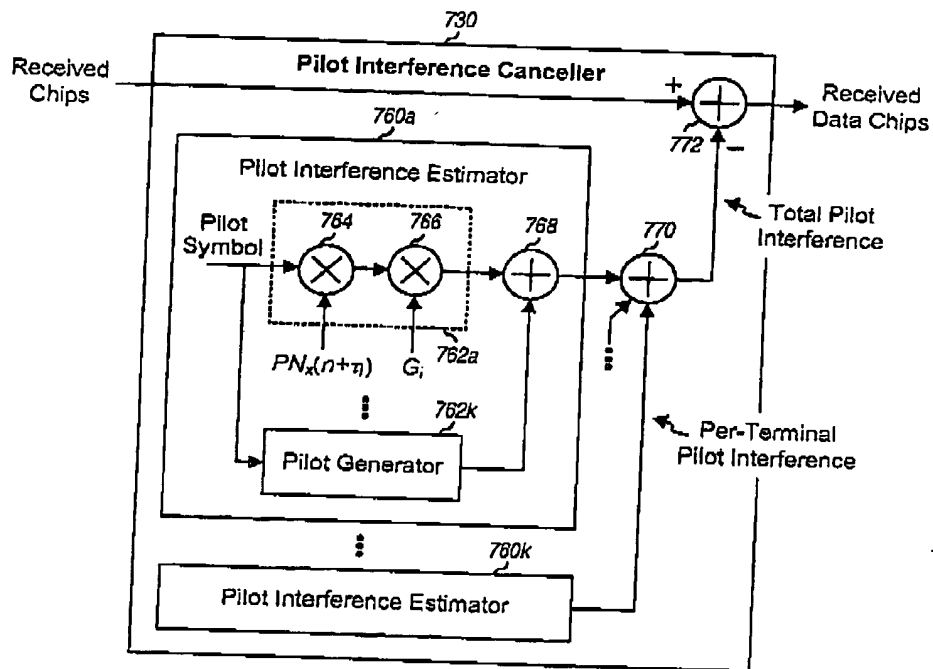 730
Received
Chips
Pilot Interference Canceller
+
772
−
Received
Data Chips
760a
Pilot Interference Estimator
Pilot
Symbol
764
766
768
770
Total Pilot
Interference
762a
PNx(n+τi)
Gi
762k
Pilot Generator
Per-Terminal
Pilot Interference
760k
Pilot Interference Estimator